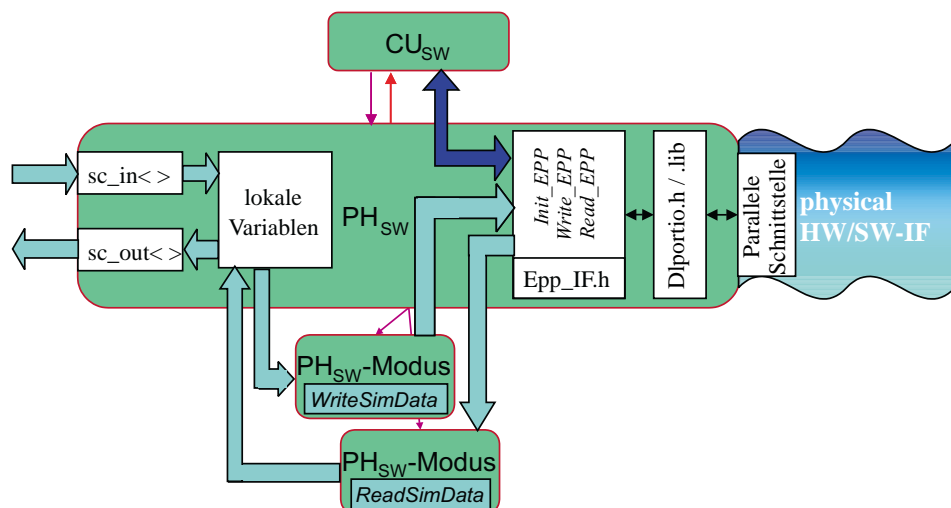 CU_SW
sc_in< >
sc_out< >
lokale
Variablen
PH_SW
Init_EPP
Write_EPP
Read_EPP
Epp_IF.h
Dlportio.h / .lib
Parallele
Schnittstelle
physical
HW/SW-IF
PH_SW-Modus
WriteSimData
PH_SW-Modus
ReadSimData